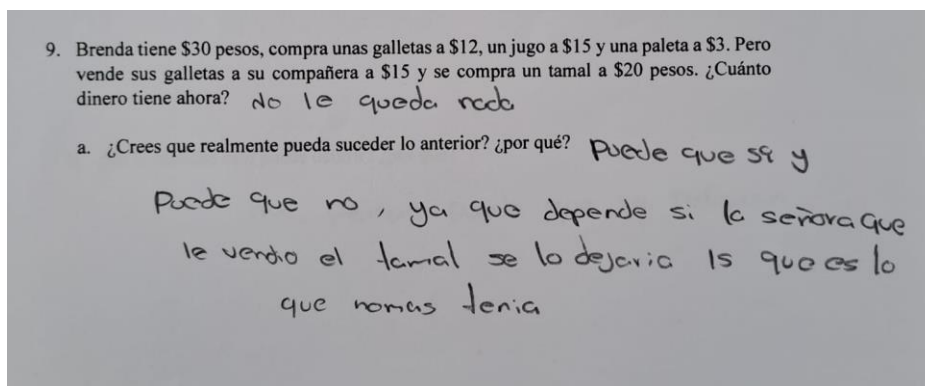 9. Brenda tiene $30 pesos, compra unas galletas a $12, un jugo a $15 y una paleta a $3. Pero
vende sus galletas a su compañera a $15 y se compra un tamal a $20 pesos. ¿Cuánto
dinero tiene ahora? No le queda nada
a. ¿Crees que realmente pueda suceder lo anterior? ¿por qué? Puede que si y
Puede que no, ya que depende si la señora que
le vendio el tamal se lo dejaria 15 que es lo
que nomas tenia